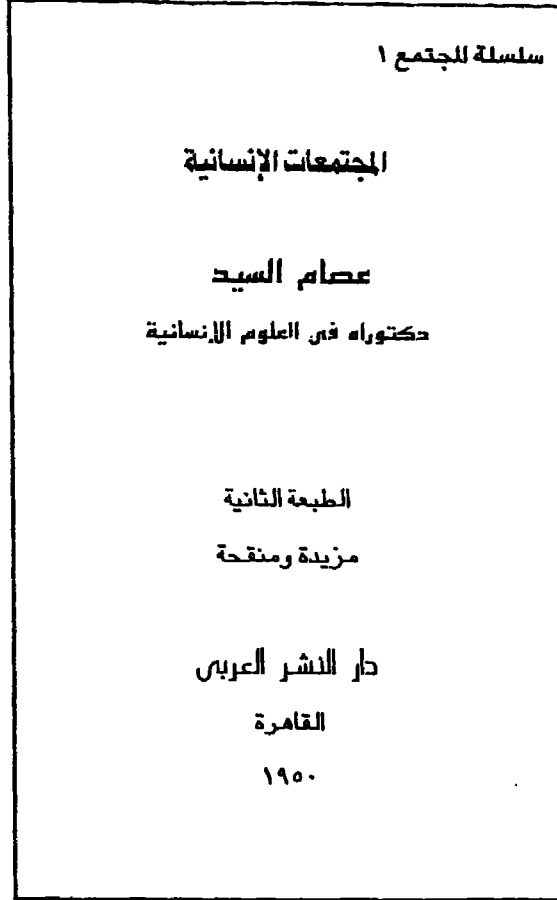 سلسلة المجتمع ١
المجتمعات الإنسانية
عصام السيد
دكتوراه فى العلوم الإنسانية
الطبعة الثانية
مزيدة ومنقحة
دار النشر العربى
القاهرة
١٩٥٠